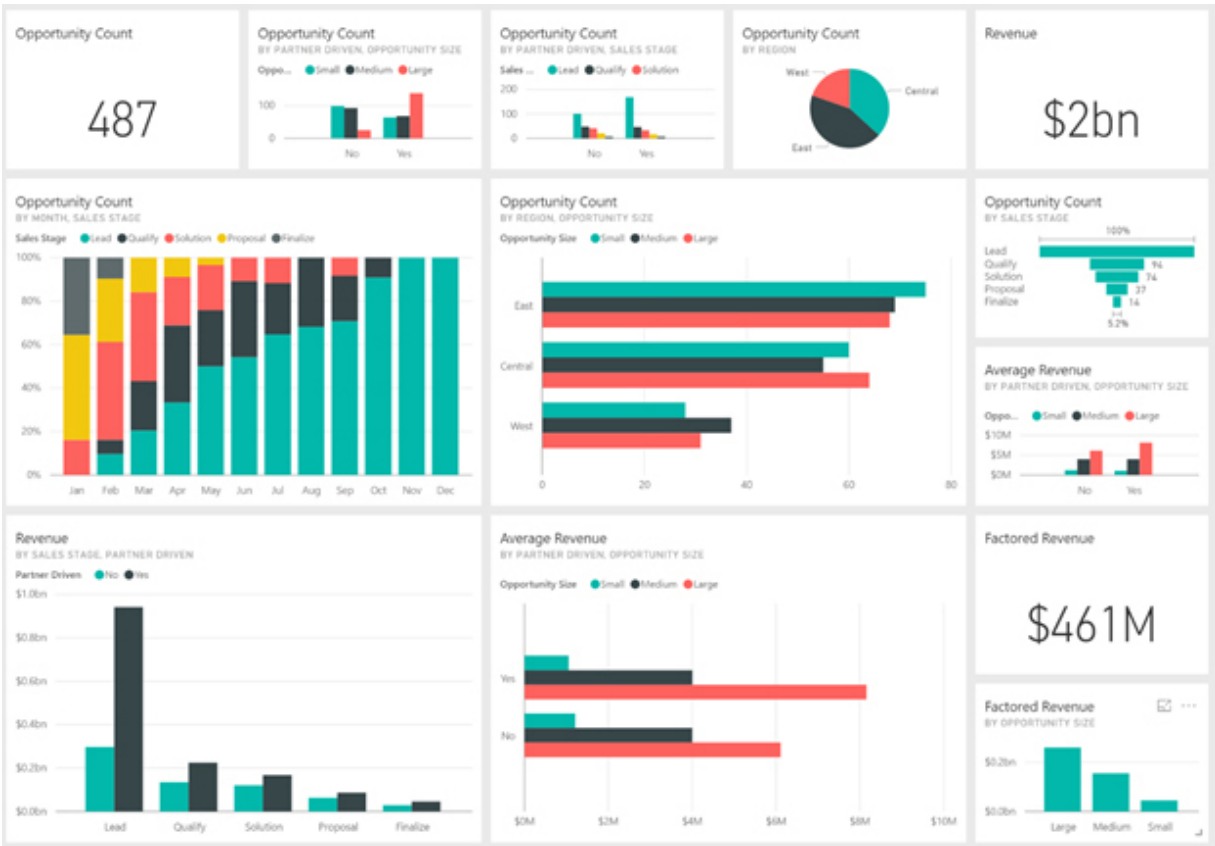 Opportunity Count
487
Opportunity Count
BY PARTNER DRIVEN, OPPORTUNITY SIZE
Oppo... Small Medium Large
100
0
No Yes
Opportunity Count
BY PARTNER DRIVEN, SALES STAGE
Sales ... Lead Qualify Solution
200
100
0
No Yes
Opportunity Count
BY REGION
West
Central
East
Revenue
$2bn
Opportunity Count
BY MONTH, SALES STAGE
Sales Stage Lead Qualify Solution Proposal Finalize
100%
80%
60%
40%
20%
0%
Jan Feb Mar Apr May Jun Jul Aug Sep Oct Nov Dec
Opportunity Count
BY REGION, OPPORTUNITY SIZE
Opportunity Size Small Medium Large
East
Central
West
0 20 40 60 80
Opportunity Count
BY SALES STAGE
100%
Lead
Qualify 94
Solution 74
Proposal 37
Finalize 14
5.2%
Average Revenue
BY PARTNER DRIVEN, OPPORTUNITY SIZE
Oppo... Small Medium Large
$10M
$5M
$0M
No Yes
Revenue
BY SALES STAGE, PARTNER DRIVEN
Partner Driven No Yes
$1.0bn
$0.8bn
$0.6bn
$0.4bn
$0.2bn
$0.0bn
Lead Qualify Solution Proposal Finalize
Average Revenue
BY PARTNER DRIVEN, OPPORTUNITY SIZE
Opportunity Size Small Medium Large
Yes
No
$0M $2M $4M $6M $8M $10M
Factored Revenue
$461M
Factored Revenue
BY OPPORTUNITY SIZE
$0.2bn
$0.0bn
Large Medium Small